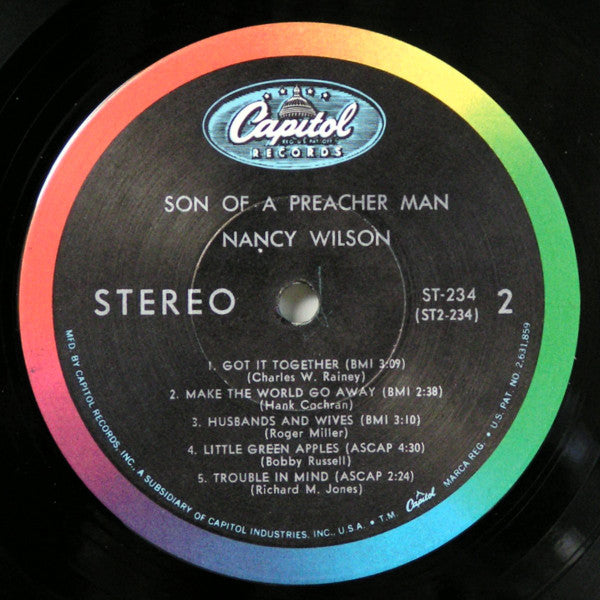 Capitol
REG. U.S. PAT. OFF.
RECORDS
SON OF A PREACHER MAN
NANCY WILSON
STEREO
ST-234
(ST2-234)
2
1. GOT IT TOGETHER (BMI 3:09)
(Charles W. Rainey)
2. MAKE THE WORLD GO AWAY (BMI 2:38)
(Hank Cochran)
3. HUSBANDS AND WIVES (BMI 3:10)
(Roger Miller)
4. LITTLE GREEN APPLES (ASCAP 4:30)
(Bobby Russell)
5. TROUBLE IN MIND (ASCAP 2:24)
(Richard M. Jones)
MFD. BY CAPITOL RECORDS, INC., A SUBSIDIARY OF CAPITOL INDUSTRIES, INC., U.S.A. • T.M. Capitol MARCA REG. • U.S. PAT. NO. 2,631,859